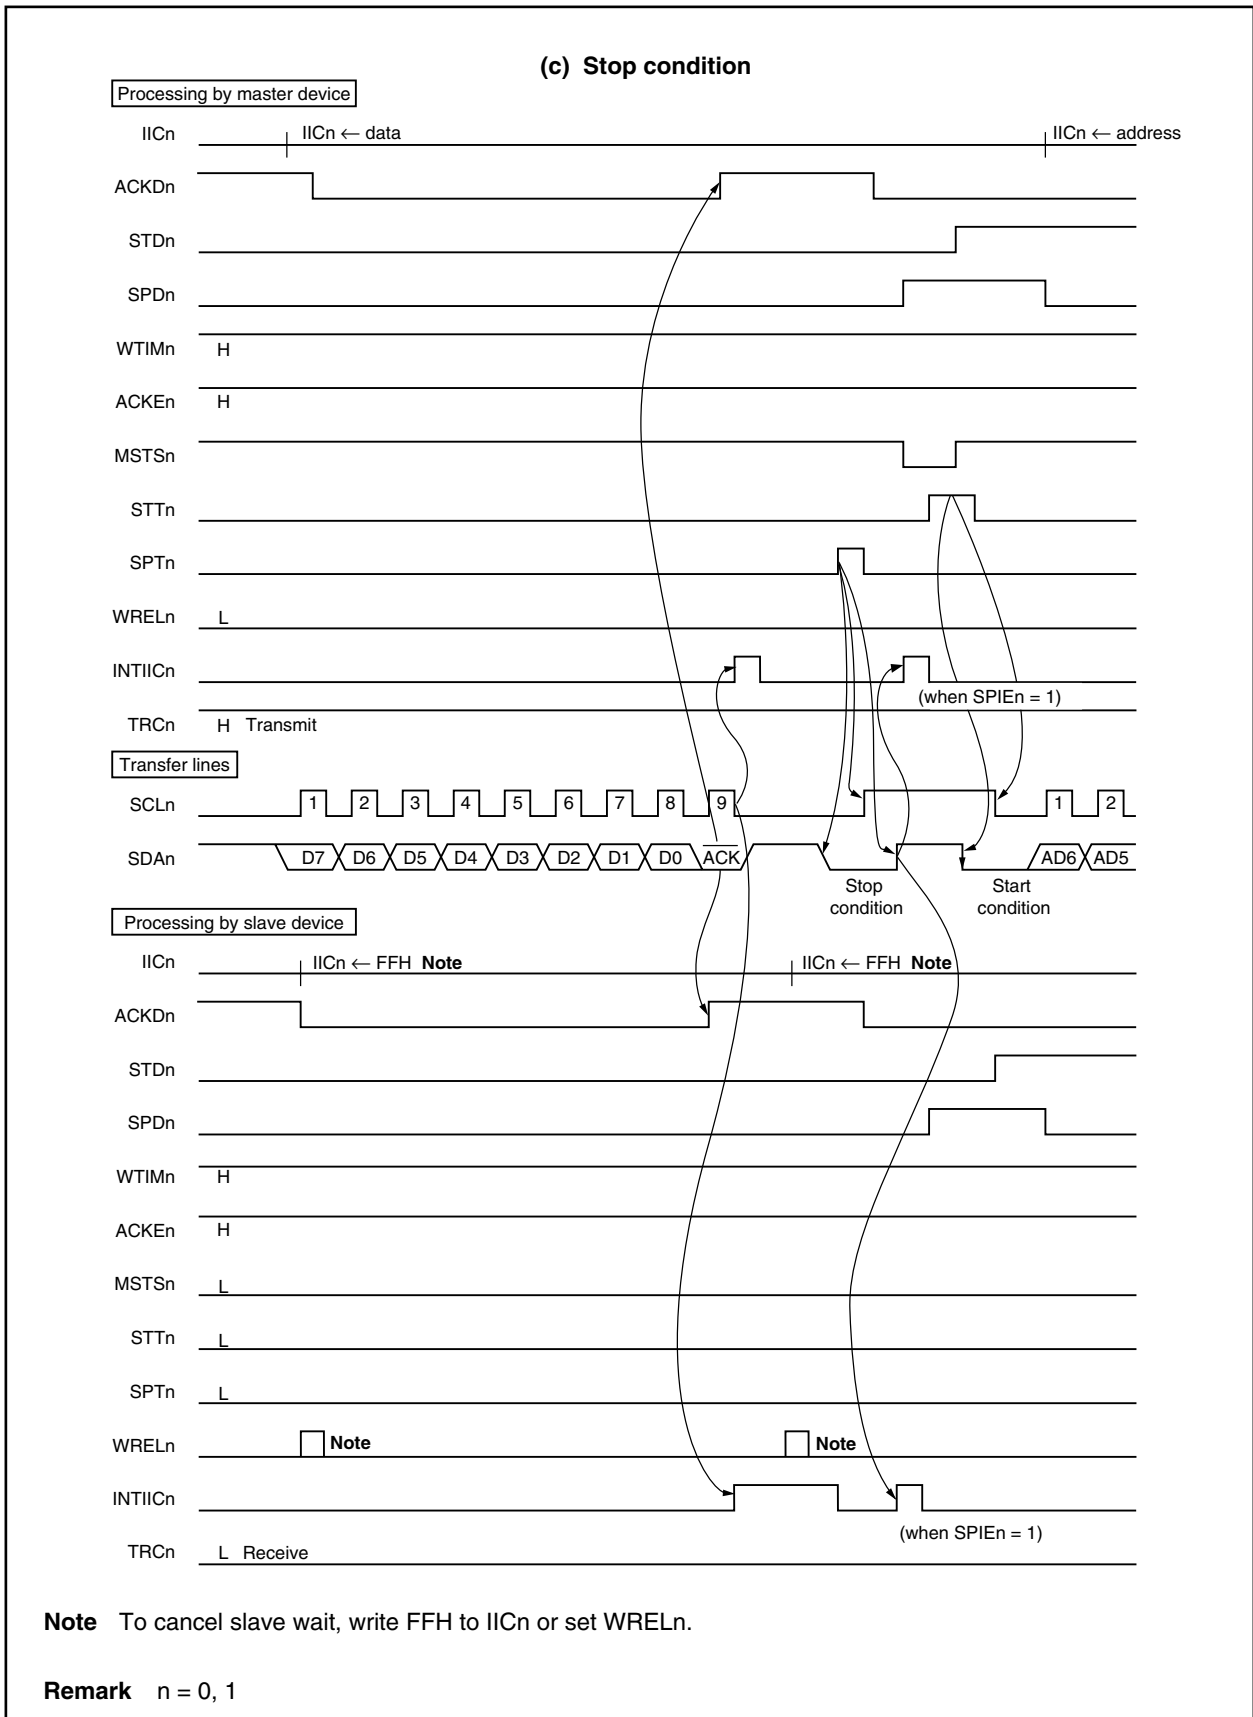 (c) Stop condition
Processing by master device
IICn IICn ← data IICn ← address
ACKDn
STDn
SPDn
WTIMn H
ACKEn H
MSTSn
STTn
SPTn
WRELn L
INTIICn
(when SPIEn = 1)
TRCn H Transmit
Transfer lines
SCLn 1 2 3 4 5 6 7 8 9 1 2
SDAn D7 D6 D5 D4 D3 D2 D1 D0 A̅C̅K̅ AD6 AD5
Stop condition
Start condition
Processing by slave device
IICn IICn ← FFH Note IICn ← FFH Note
ACKDn
STDn
SPDn
WTIMn H
ACKEn H
MSTSn L
STTn L
SPTn L
WRELn Note Note
INTIICn
(when SPIEn = 1)
TRCn L Receive
Note To cancel slave wait, write FFH to IICn or set WRELn.
Remark n = 0, 1